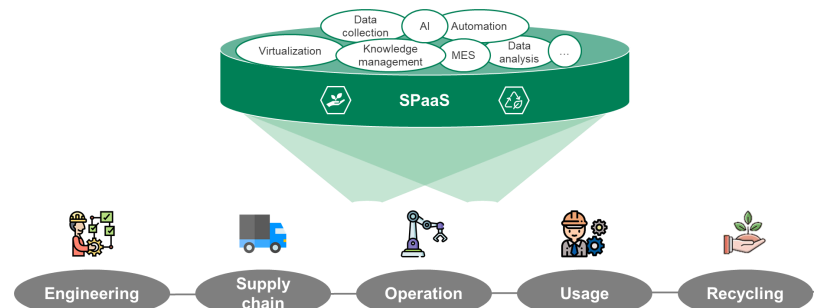 Data
collection
AI
Automation
Virtualization
Knowledge
management
MES
Data
analysis
...
SPaaS
Engineering
Supply
chain
Operation
Usage
Recycling